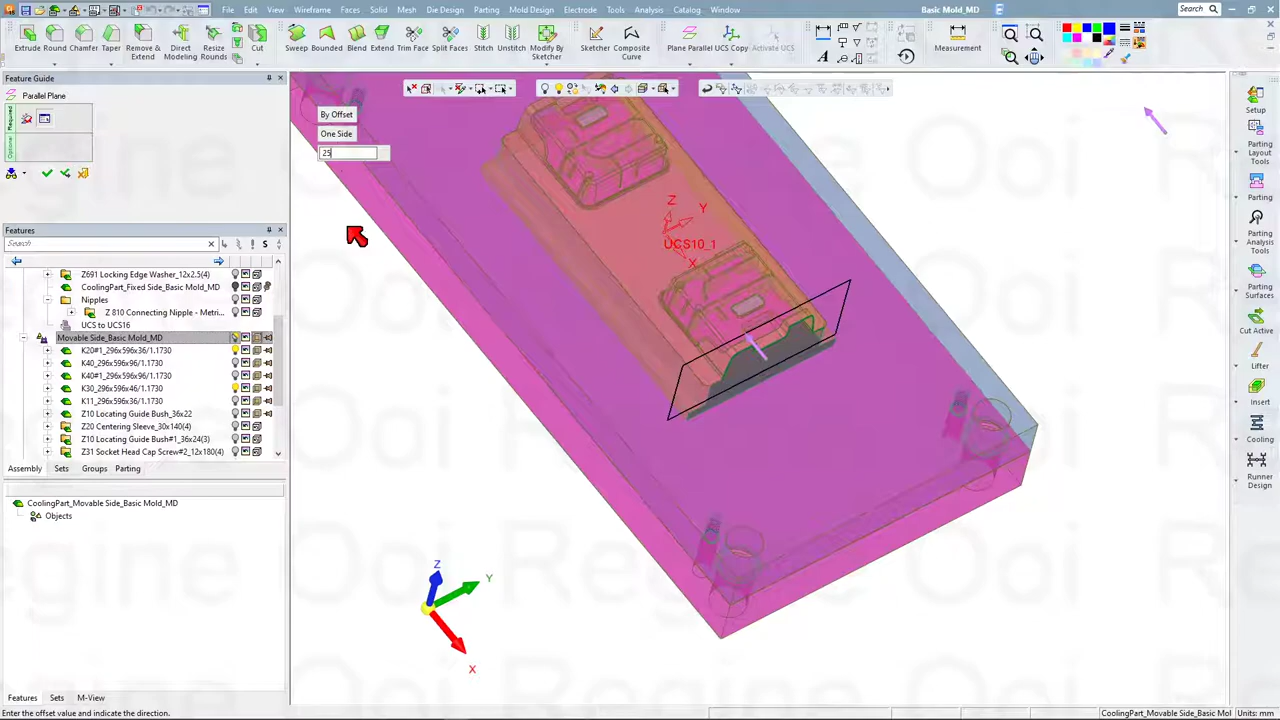 File Edit View Wireframe Faces Solid Mesh Die Design Parting Mold Design Electrode Tools Analysis Catalog Window
Basic Mold_MD
Search
Extrude Round Chamfer Taper Remove to Extend Direct Modeling Resize Rounds Cut Sweep Bounded Blend Extend Trim Split Faces Stitch Unstitch Modify By Sketcher Sketcher Composite Curve Plane Parallel UCS Copy Activate UCS Measurement
Feature Guide
Parallel Plane
Required
Optional
By Offset
One Side
25
Features
Search
S
Z691 Locking Edge Washer_12x2.5(4)
CoolingPart_Fixed Side_Basic Mold_MD
Nipples
Z 810 Connecting Nipple - Metri...
UCS to UCS16
Movable Side_Basic Mold_MD
K20#1_296x596x36/1.1730
K40_296x596x96/1.1730
K40#1_296x596x96/1.1730
K30_296x596x46/1.1730
K11_296x596x36/1.1730
Z10 Locating Guide Bush_36x22
Z20 Centering Sleeve_30x140(4)
Z10 Locating Guide Bush#1_36x24(3)
Z31 Socket Head Cap Screw#2_12x180(4)
Assembly Sets Groups Parting
CoolingPart_Movable Side_Basic Mold_MD
Objects
Z
Y
UCS10_1
X
Z
Y
X
Setup
Parting Layout Tools
Parting
Parting Analysis Tools
Parting Surfaces
Cut Active
Lifter
Insert
Cooling
Runner Design
Regine Ooi
Features Sets M-View
Enter the offset value and indicate the direction.
CoolingPart_Movable Side_Basic Mol
Units: mm